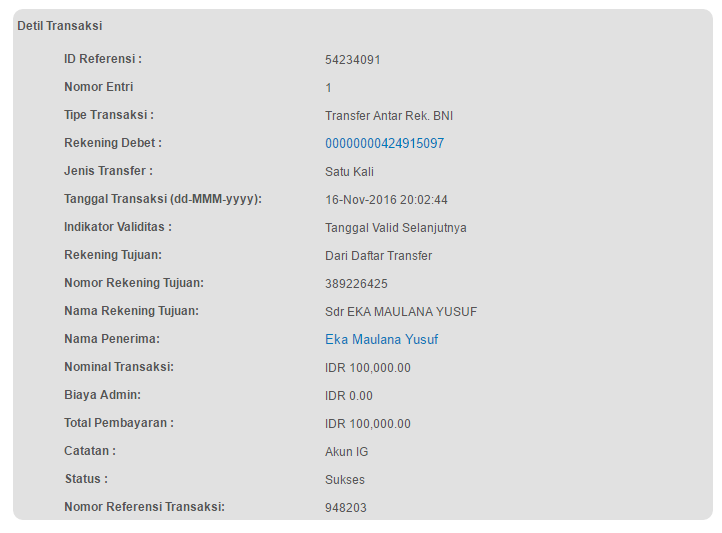 Detil Transaksi
ID Referensi : 54234091
Nomor Entri 1
Tipe Transaksi : Transfer Antar Rek. BNI
Rekening Debet : 00000000424915097
Jenis Transfer : Satu Kali
Tanggal Transaksi (dd-MMM-yyyy): 16-Nov-2016 20:02:44
Indikator Validitas : Tanggal Valid Selanjutnya
Rekening Tujuan: Dari Daftar Transfer
Nomor Rekening Tujuan: 389226425
Nama Rekening Tujuan: Sdr EKA MAULANA YUSUF
Nama Penerima: Eka Maulana Yusuf
Nominal Transaksi: IDR 100,000.00
Biaya Admin: IDR 0.00
Total Pembayaran : IDR 100,000.00
Catatan : Akun IG
Status : Sukses
Nomor Referensi Transaksi: 948203